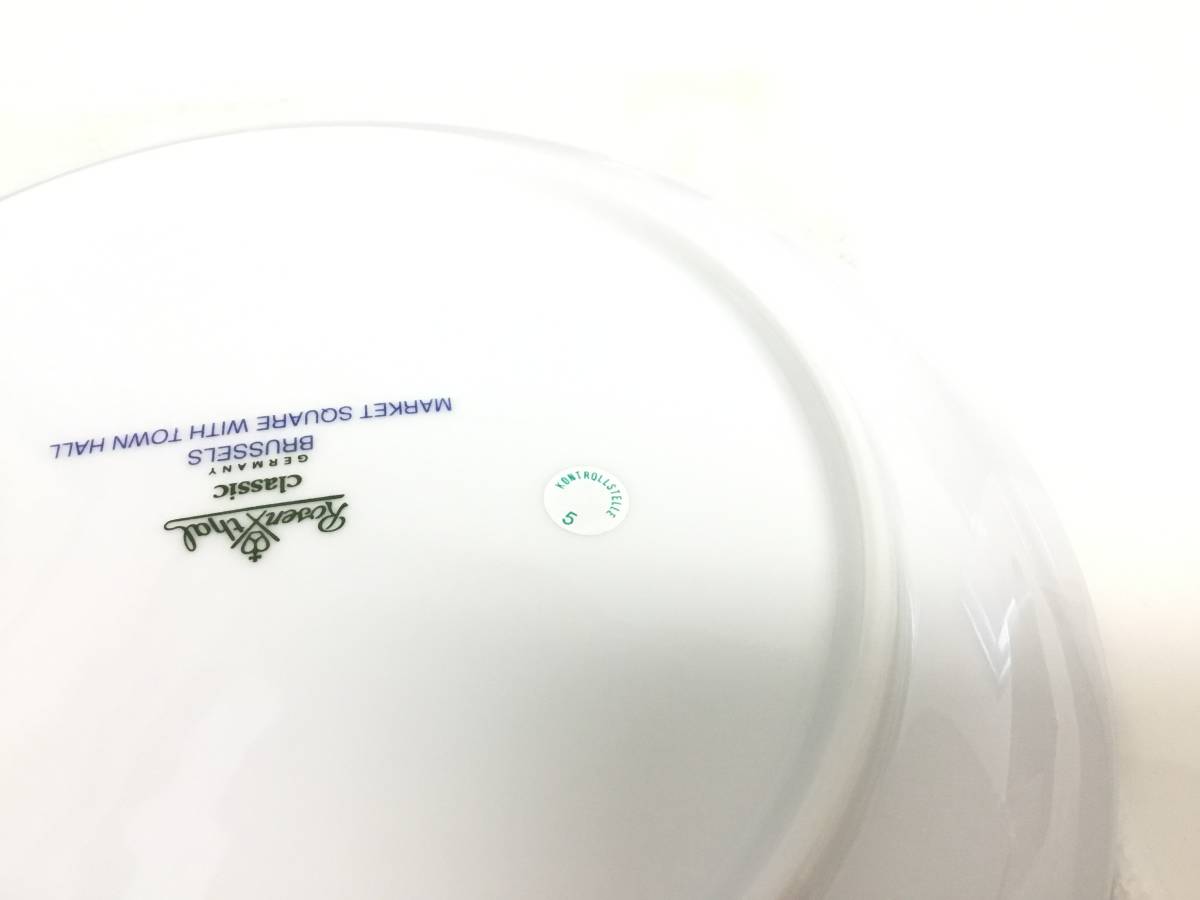 Rosenthal
classic
GERMANY
BRUSSELS
MARKET SQUARE WITH TOWN HALL
KONTROLLSTELLE
5